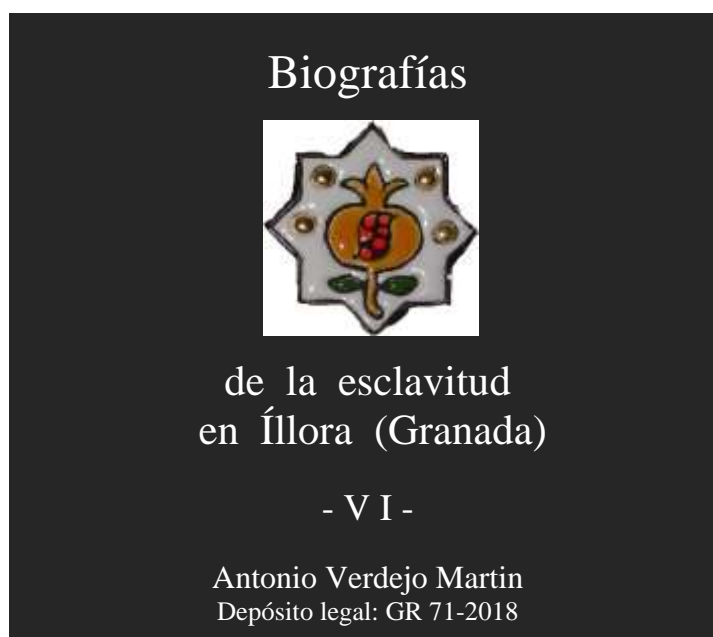 Biografías
de la esclavitud
en Íllora (Granada)
- V I -
Antonio Verdejo Martin
Depósito legal: GR 71-2018